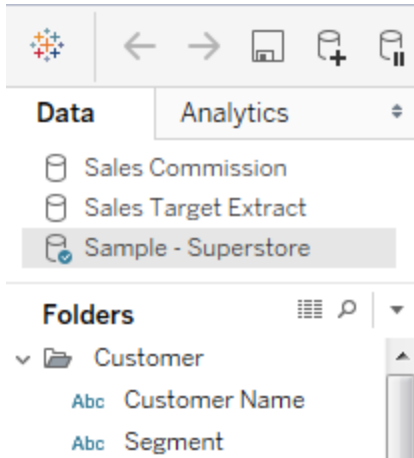 Data Analytics
Sales Commission
Sales Target Extract
Sample - Superstore
Folders
Customer
Abc Customer Name
Abc Segment